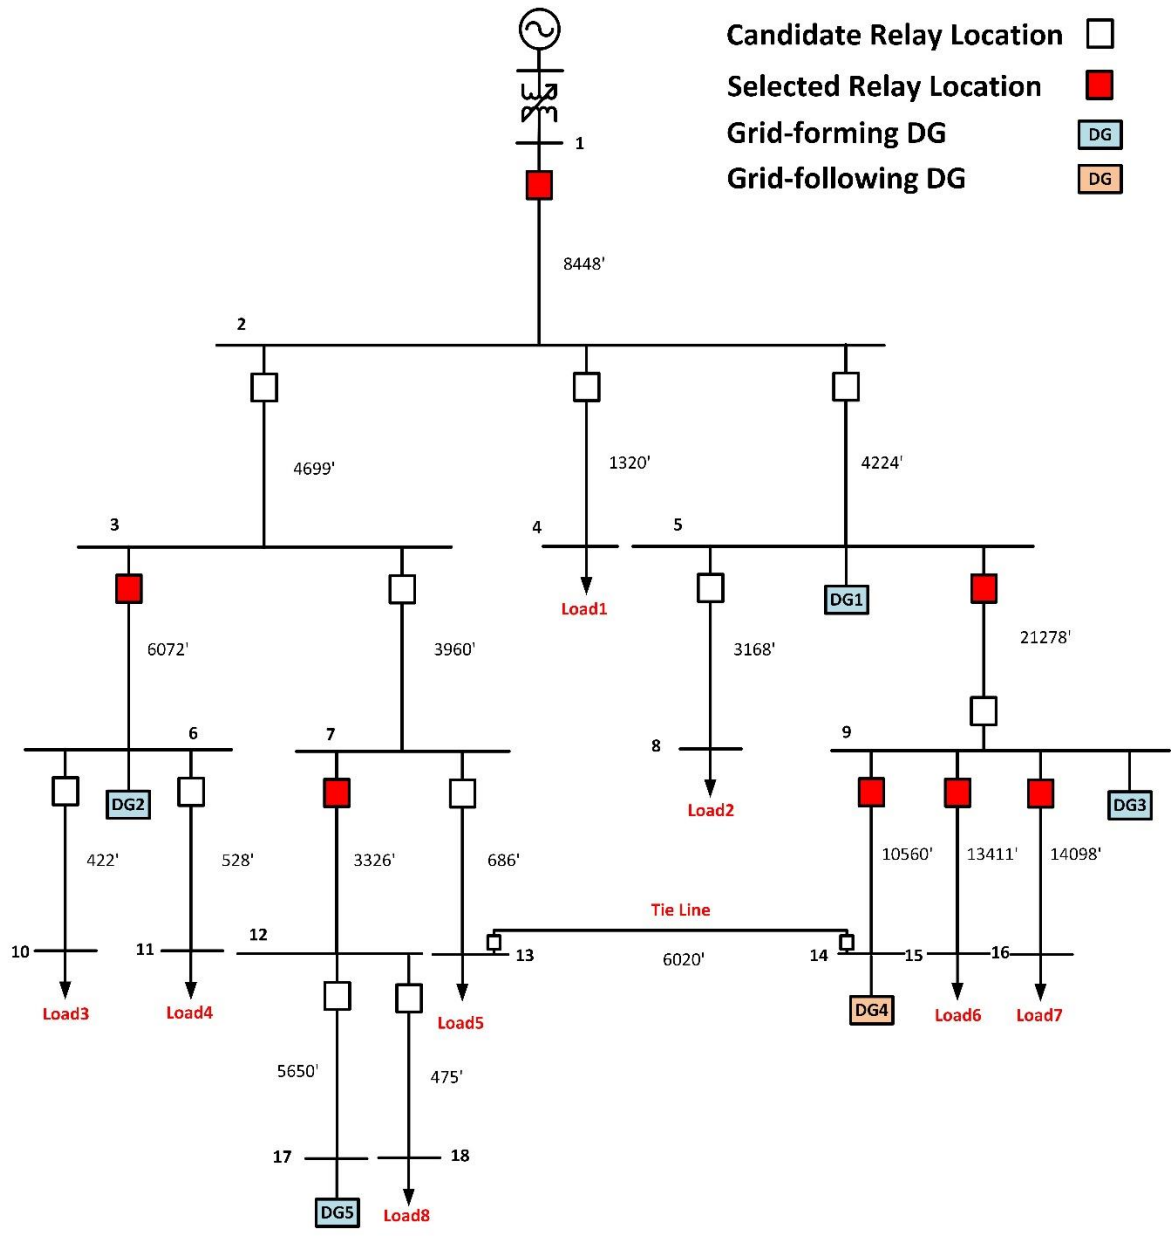 Candidate Relay Location
Selected Relay Location
Grid-forming DG
DG
Grid-following DG
DG
1
8448'
2
4699'
1320'
4224'
3
4
5
Load1
DG1
6072'
3960'
3168'
21278'
6
7
8
9
DG2
Load2
DG3
422'
528'
3326'
686'
10560'
13411'
14098'
Tie Line
6020'
10
11
12
13
14
15
16
Load3
Load4
Load5
DG4
Load6
Load7
5650'
475'
17
18
DG5
Load8